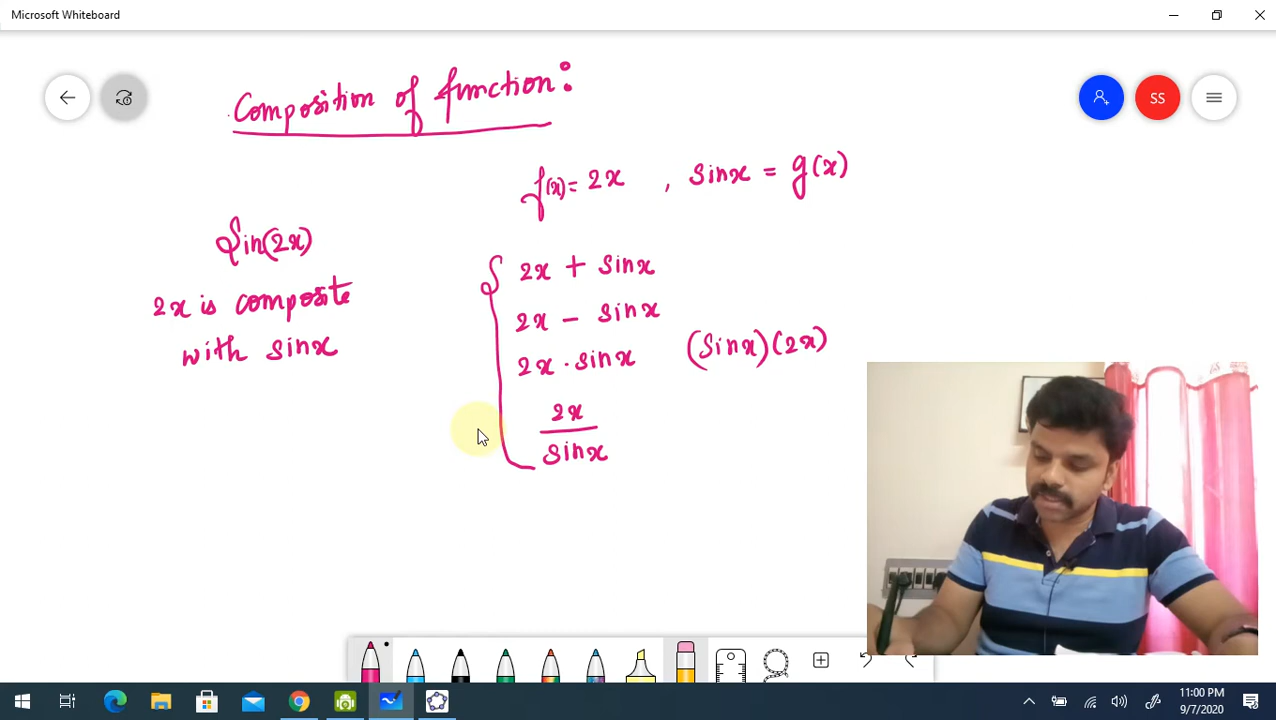 Microsoft Whiteboard
Composition of function:
f(x) = 2x , sinx = g(x)
Sin(2x)
2x is composite
with sinx
2x + sinx
2x - sinx
2x . sinx (sinx)(2x)
2x
sinx
SS
11:00 PM
9/7/2020